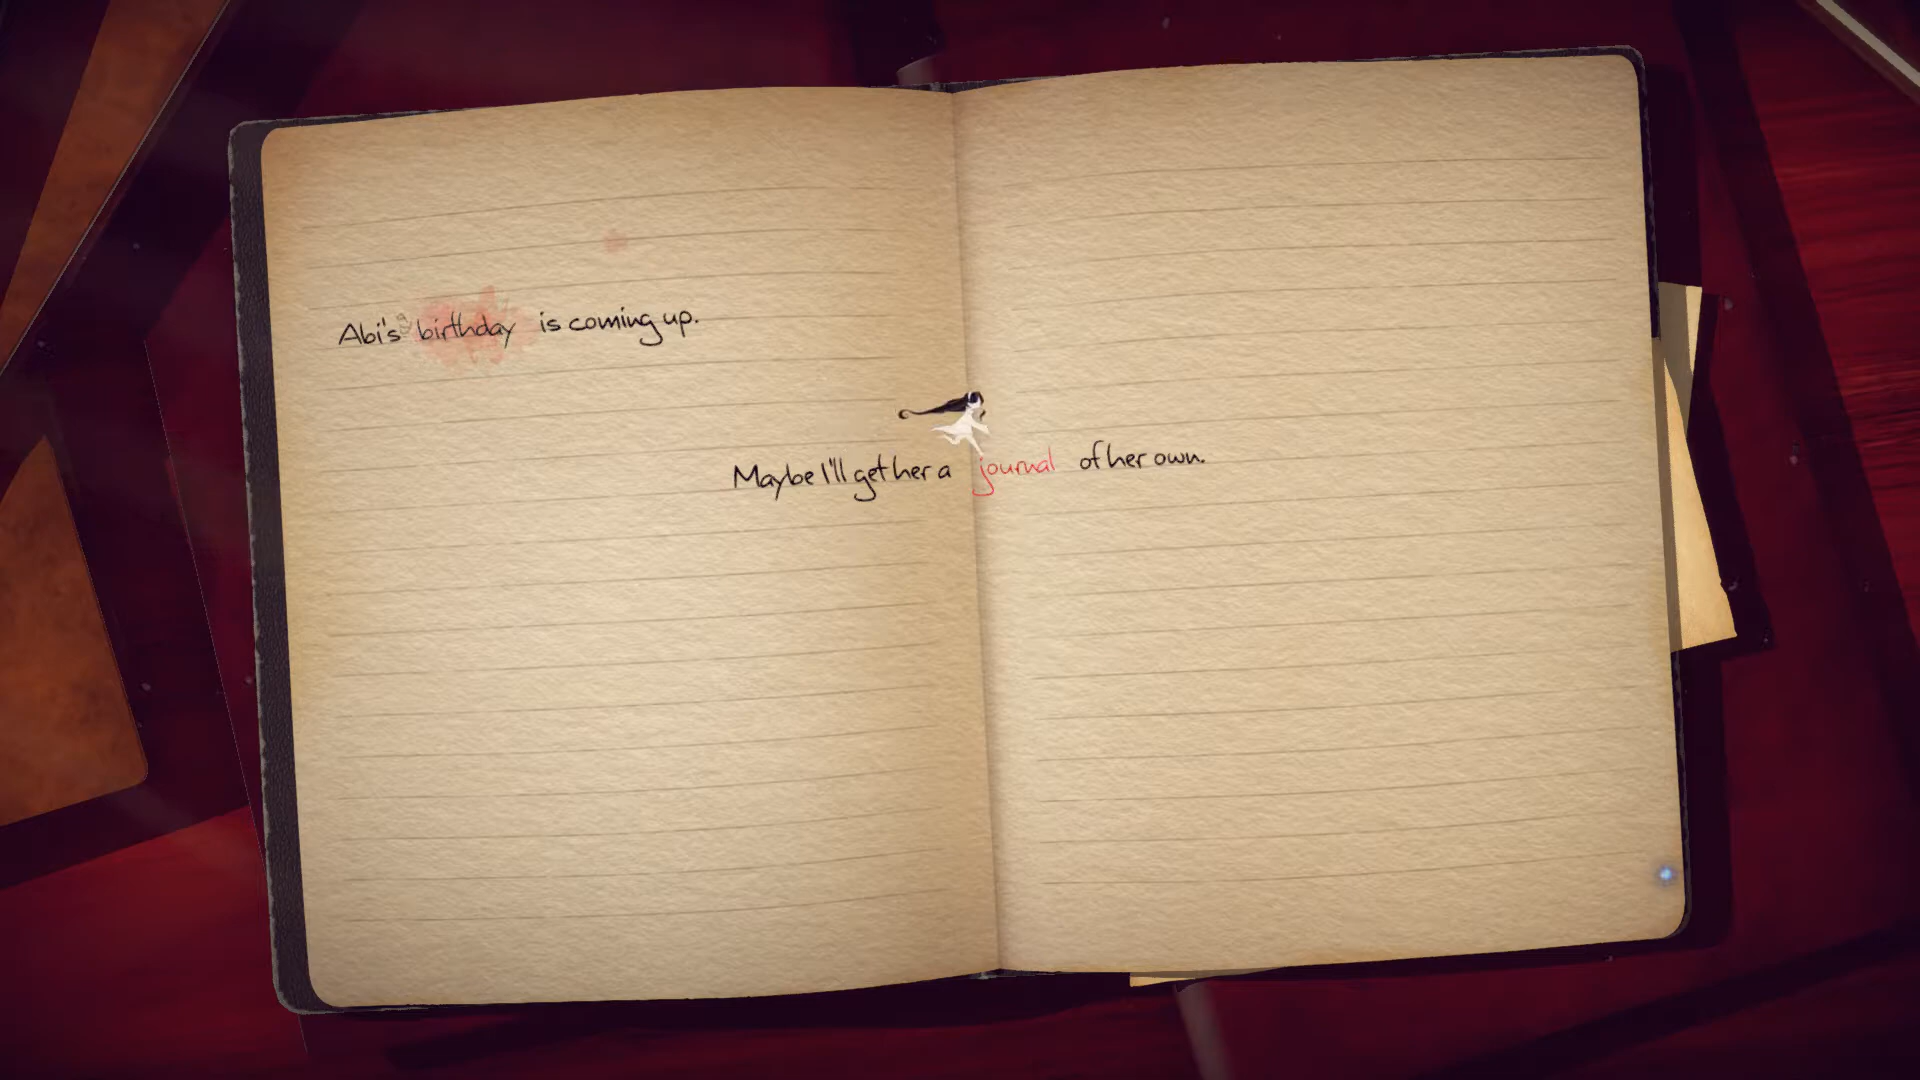 Abi's birthday is coming up.
Maybe I'll get her a journal of her own.